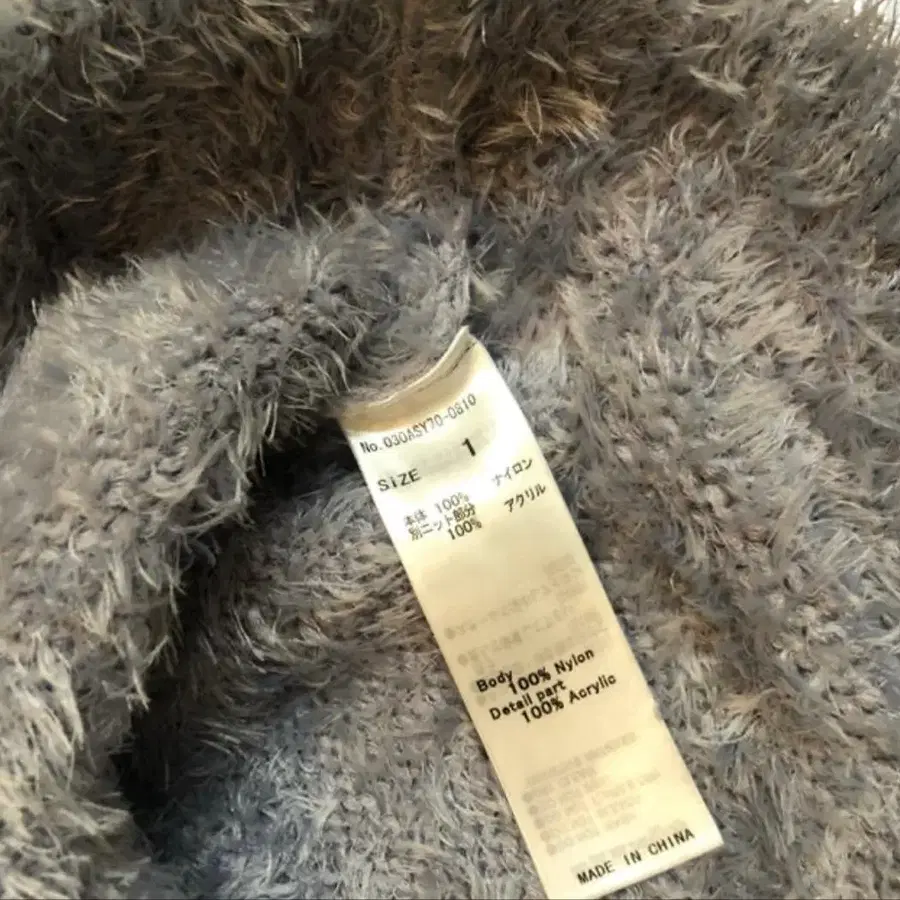 No. 030ASY70-0810
SIZE 1
本体 100% ナイロン
別ニット部分
100% アクリル
Body
100% Nylon
Detail part
100% Acrylic
MADE IN CHINA